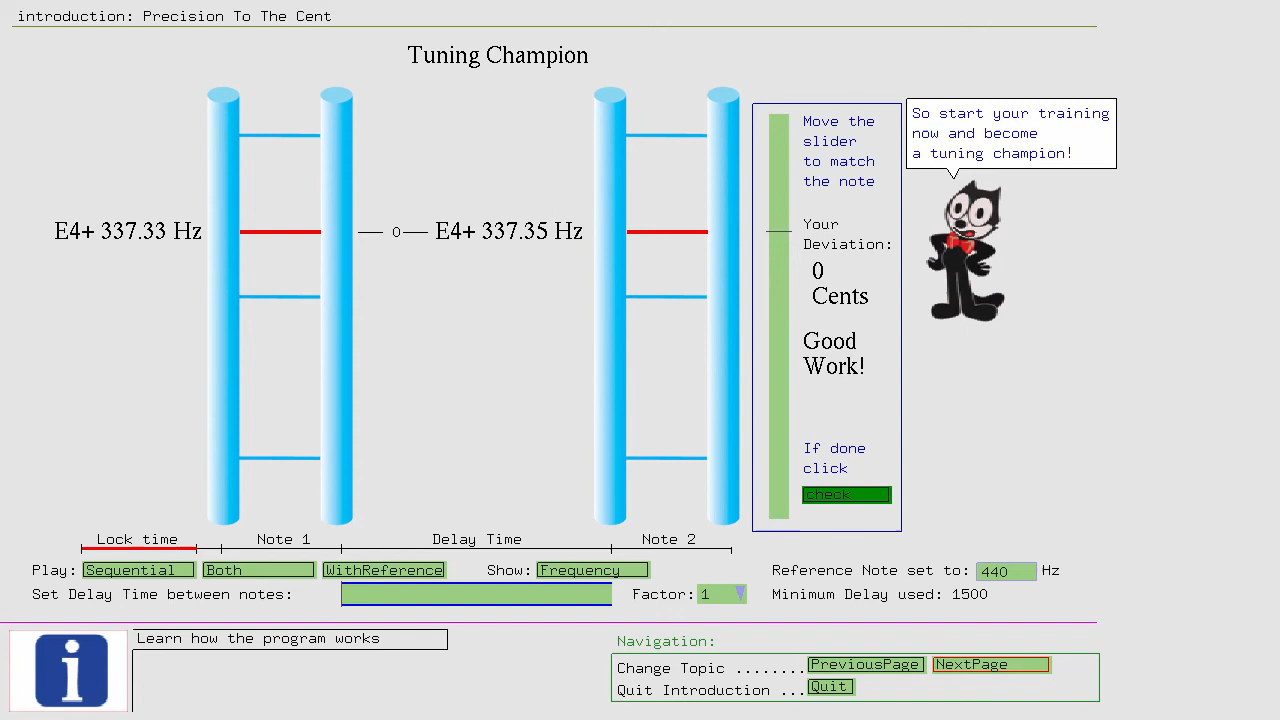 introduction: Precision To The Cent
Tuning Champion
So start your training
now and become
a tuning champion!
Move the
slider
to match
the note
E4+ 337.33 Hz
0
E4+ 337.35 Hz
Your
Deviation:
0
Cents
Good
Work!
If done
click
check
Lock time
Note 1
Delay Time
Note 2
Play: Sequential Both WithReference Show: Frequency
Reference Note set to: 440 Hz
Set Delay Time between notes:
Factor: 1
Minimum Delay used: 1500
i
Learn how the program works
Navigation:
Change Topic ........ PreviousPage NextPage
Quit Introduction ... Quit